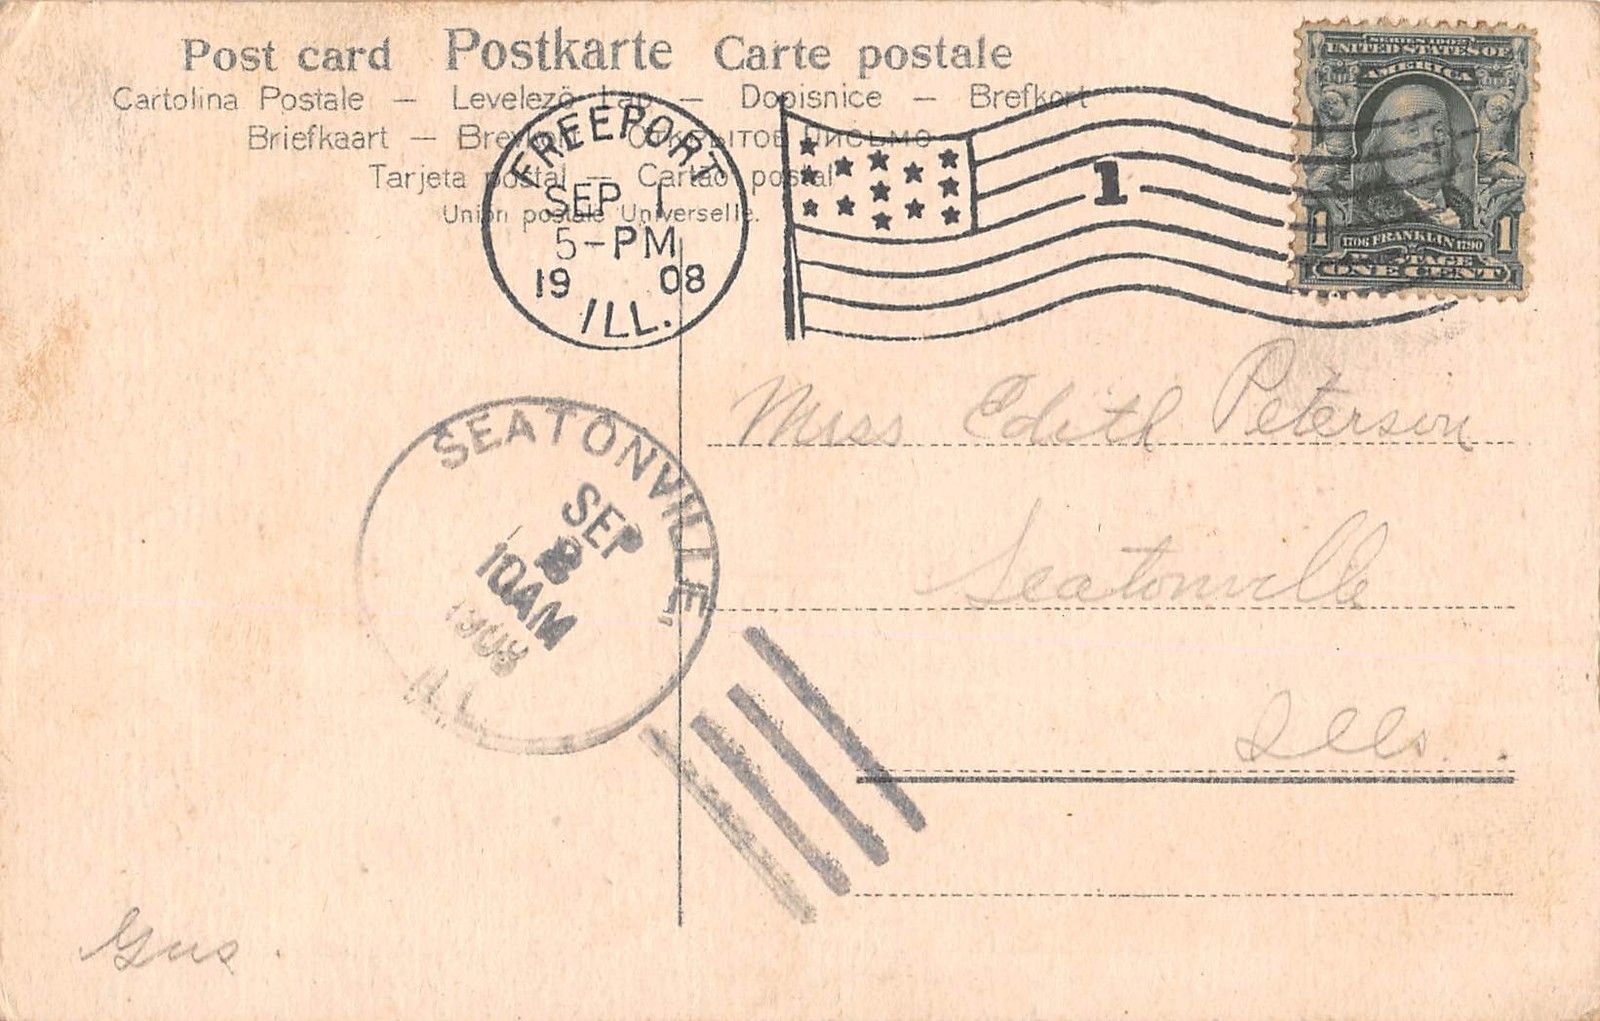 Post card Postkarte Carte postale
Cartolina Postale — Levelező Lap — Dopisnice — Brefkort
Briefkaart — Brevkort — Открытое письмо
Tarjeta postal — Cartão postal
Unión postale Universelle.
FREEPORT
SEP 1
5-PM
19 08
ILL.
1
SERIES 1902
UNITED STATES OF
AMERICA
1 1706 FRANKLIN 1790 1
POSTAGE
ONE CENT
Miss Edith Peterson
Seatonville
Ills.
SEATONVILLE,
SEP
10AM
1908
ILL.
Gus.